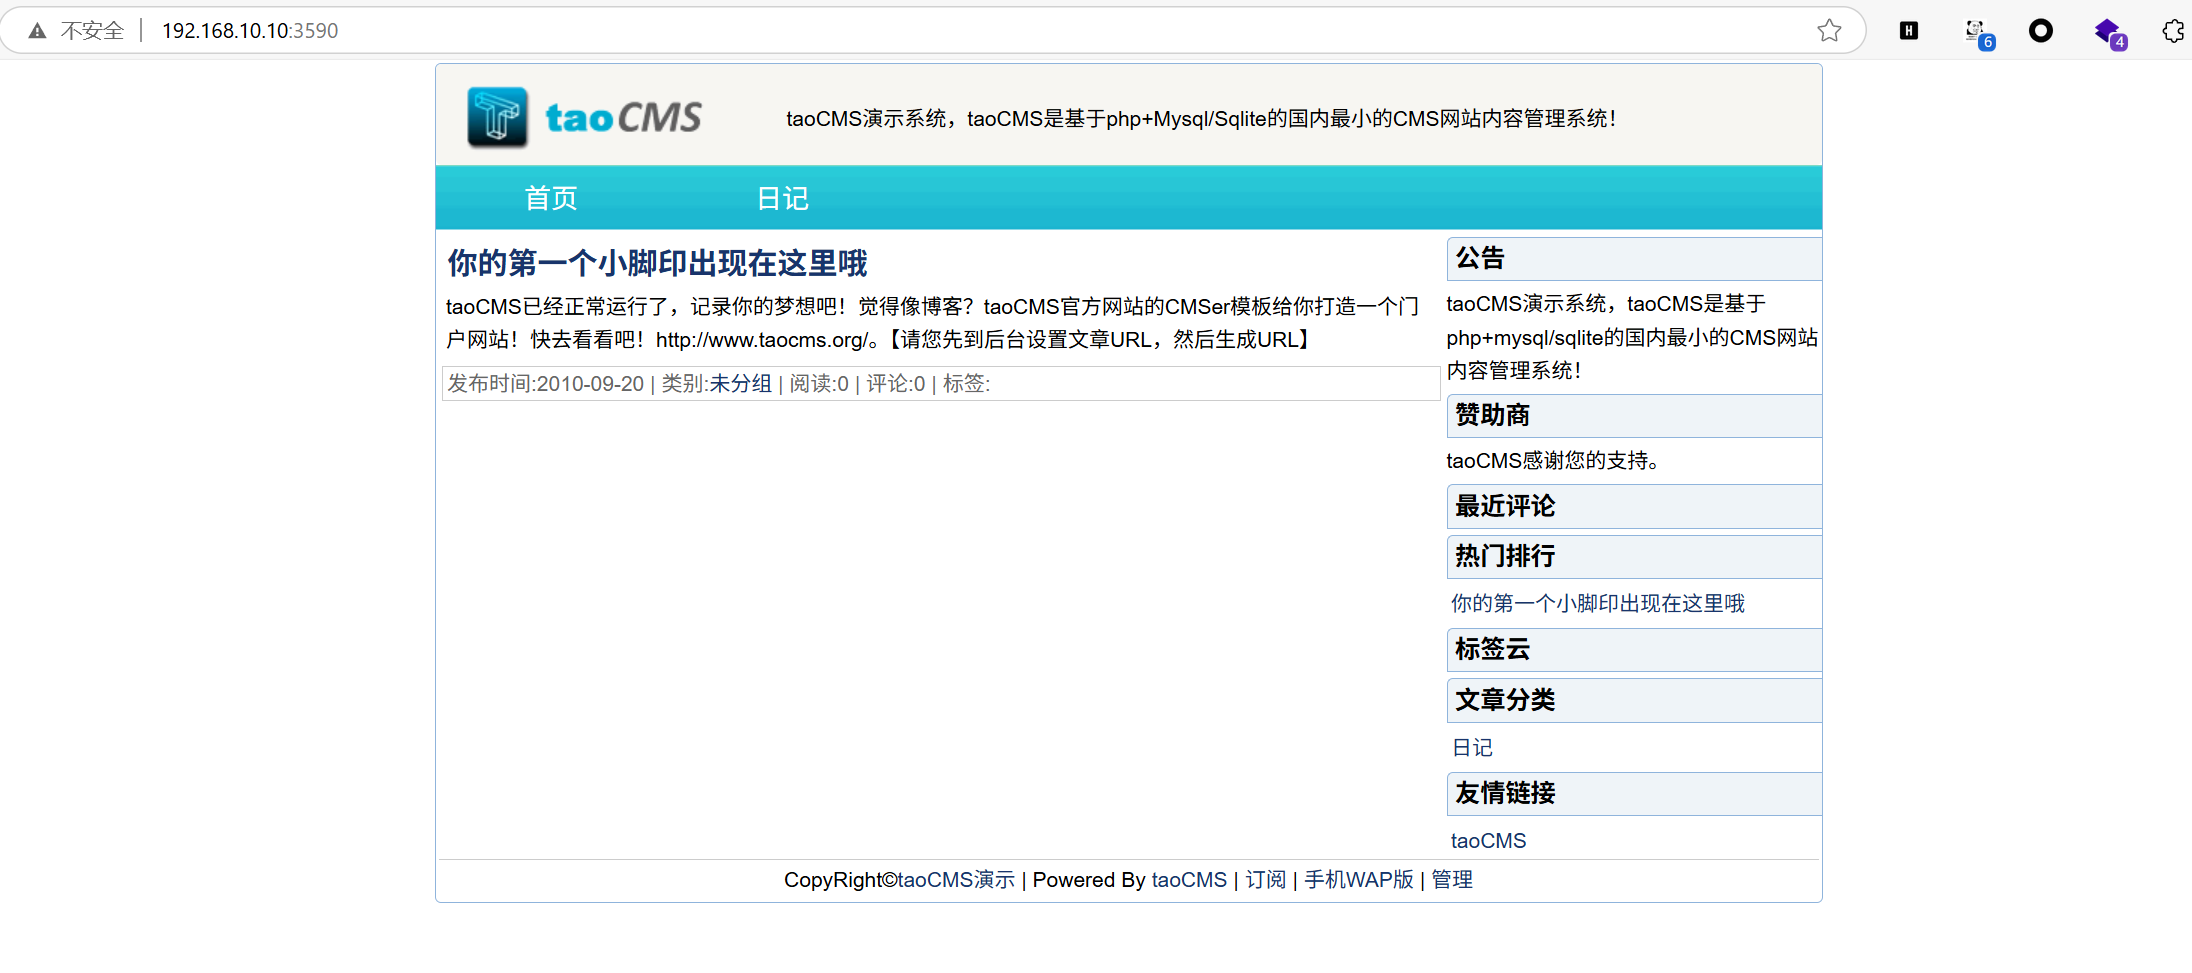 不安全 | 192.168.10.10:3590
H
6
4
taoCMS
taoCMS演示系统，taoCMS是基于php+Mysql/Sqlite的国内最小的CMS网站内容管理系统！
首页 日记
你的第一个小脚印出现在这里哦
taoCMS已经正常运行了，记录你的梦想吧！觉得像博客？taoCMS官方网站的CMSer模板给你打造一个门
户网站！快去看看吧！http://www.taocms.org/。【请您先到后台设置文章URL，然后生成URL】
发布时间:2010-09-20 | 类别:未分组 | 阅读:0 | 评论:0 | 标签:
公告
taoCMS演示系统，taoCMS是基于
php+mysql/sqlite的国内最小的CMS网站
内容管理系统！
赞助商
taoCMS感谢您的支持。
最近评论
热门排行
你的第一个小脚印出现在这里哦
标签云
文章分类
日记
友情链接
taoCMS
CopyRight©taoCMS演示 | Powered By taoCMS | 订阅 | 手机WAP版 | 管理